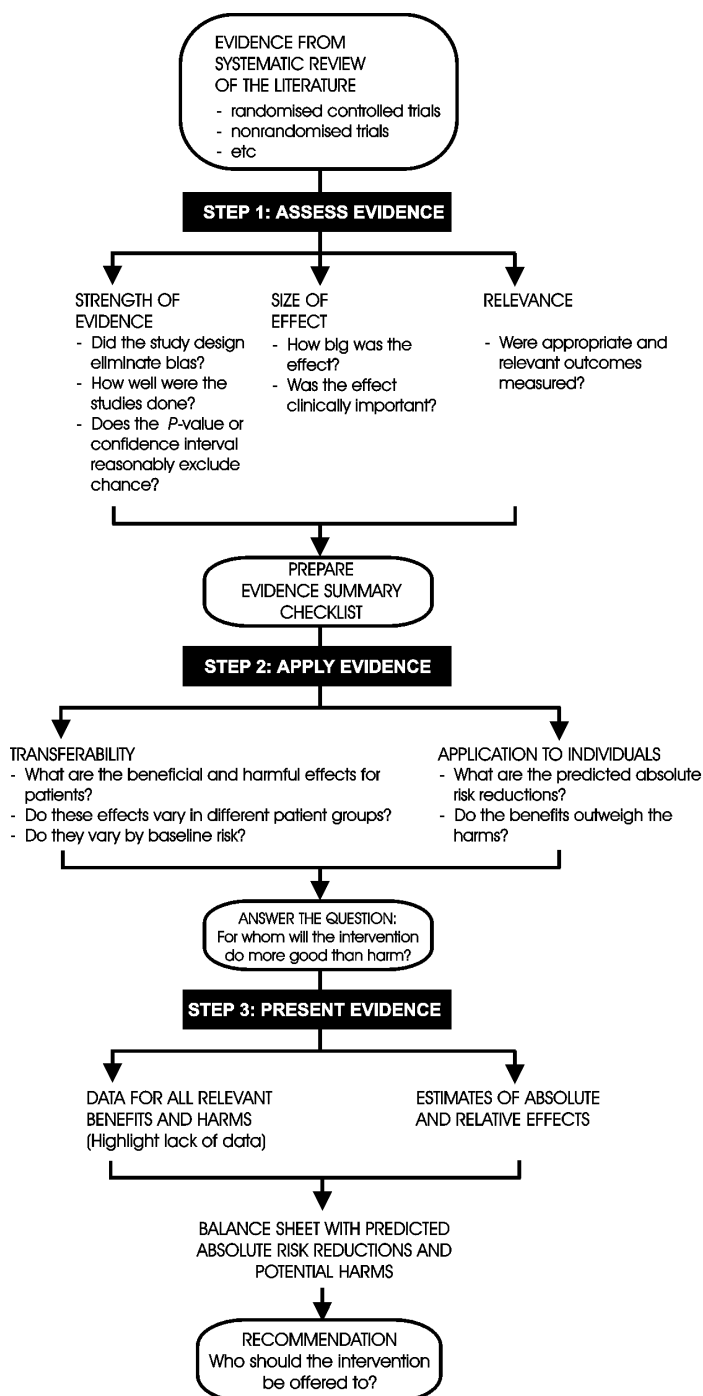 EVIDENCE FROM
SYSTEMATIC REVIEW
OF THE LITERATURE
- randomised controlled trials
- nonrandomised trials
- etc
STEP 1: ASSESS EVIDENCE
STRENGTH OF
EVIDENCE
- Did the study design
eliminate bias?
- How well were the
studies done?
- Does the P-value or
confidence interval
reasonably exclude
chance?
SIZE OF
EFFECT
- How big was the
effect?
- Was the effect
clinically important?
RELEVANCE
- Were appropriate and
relevant outcomes
measured?
PREPARE
EVIDENCE SUMMARY
CHECKLIST
STEP 2: APPLY EVIDENCE
TRANSFERABILITY
- What are the beneficial and harmful effects for
patients?
- Do these effects vary in different patient groups?
- Do they vary by baseline risk?
APPLICATION TO INDIVIDUALS
- What are the predicted absolute
risk reductions?
- Do the benefits outweigh the
harms?
ANSWER THE QUESTION:
For whom will the intervention
do more good than harm?
STEP 3: PRESENT EVIDENCE
DATA FOR ALL RELEVANT
BENEFITS AND HARMS
(Highlight lack of data)
ESTIMATES OF ABSOLUTE
AND RELATIVE EFFECTS
BALANCE SHEET WITH PREDICTED
ABSOLUTE RISK REDUCTIONS AND
POTENTIAL HARMS
RECOMMENDATION
Who should the intervention
be offered to?